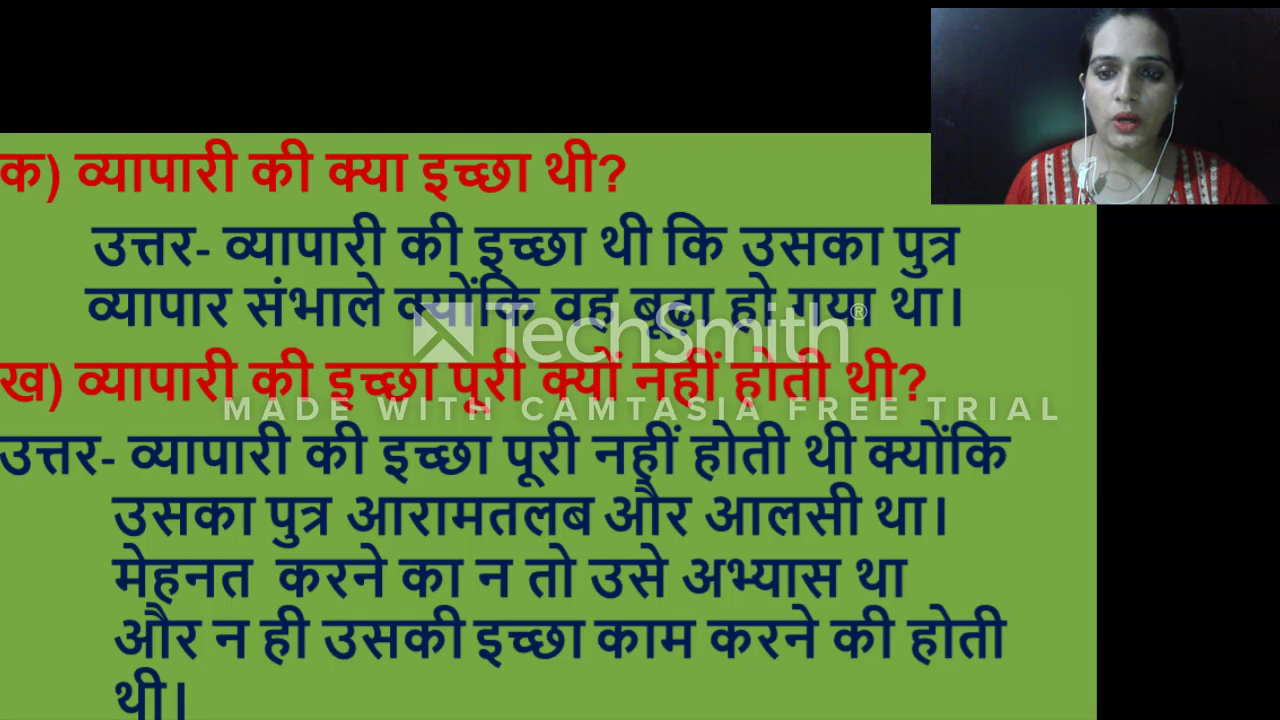 क) व्यापारी की क्या इच्छा थी?
उत्तर- व्यापारी की इच्छा थी कि उसका पुत्र
व्यापार संभाले क्योंकि वह बूढ़ा हो गया था।
TechSmith®
ख) व्यापारी की इच्छा पूरी क्यों नहीं होती थी?
MADE WITH CAMTASIA FREE TRIAL
उत्तर- व्यापारी की इच्छा पूरी नहीं होती थी क्योंकि
उसका पुत्र आरामतलब और आलसी था।
मेहनत करने का न तो उसे अभ्यास था
और न ही उसकी इच्छा काम करने की होती
थी।